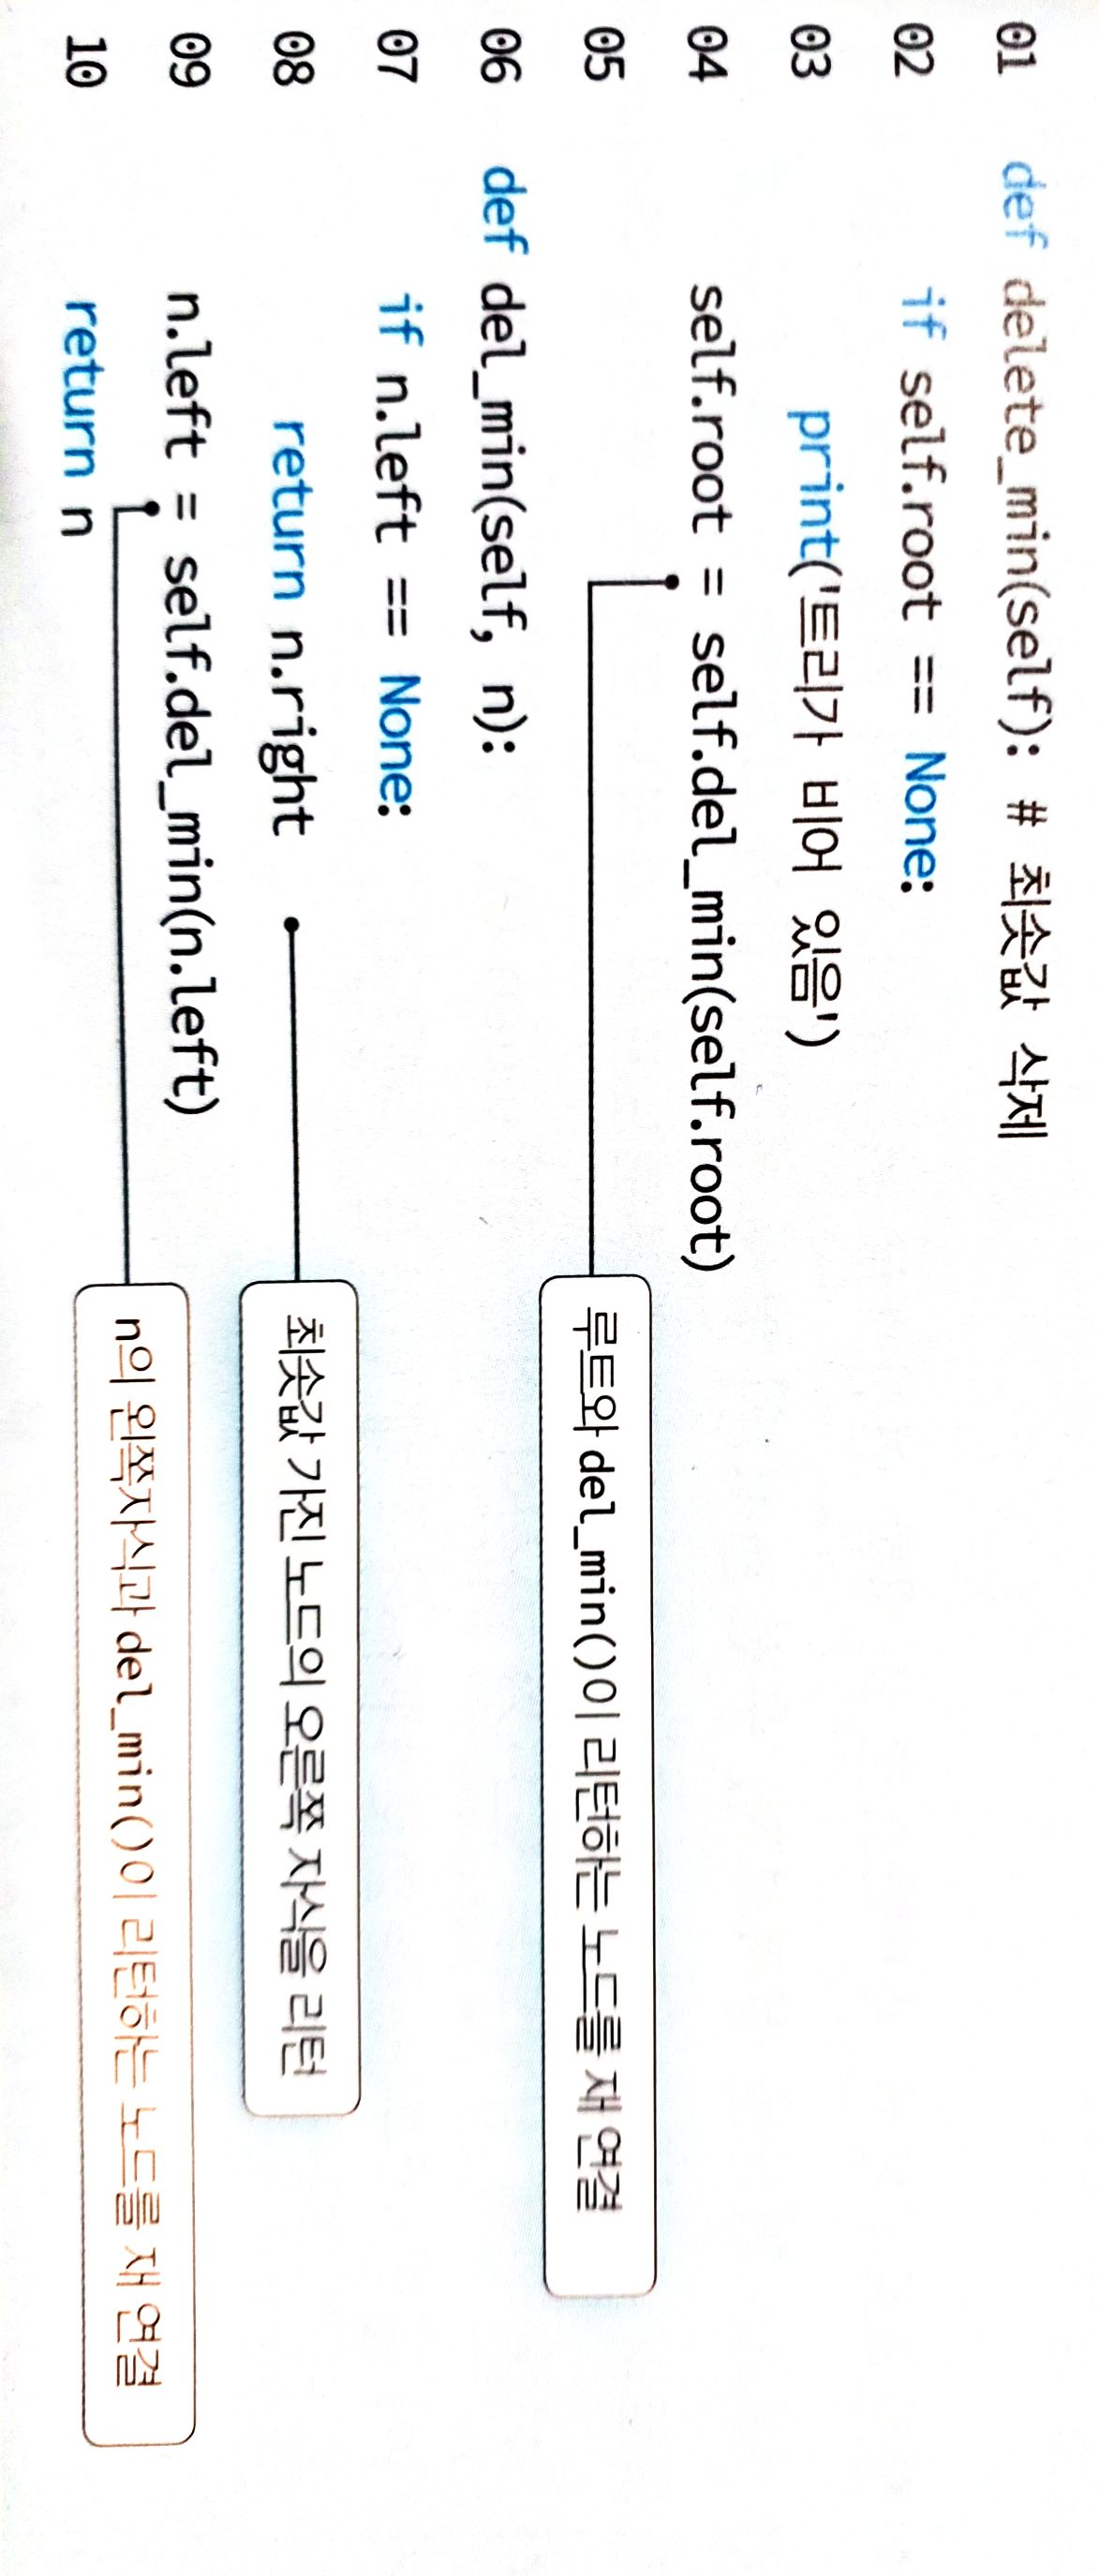 01 def delete_min(self): # 최솟값 삭제
02 if self.root == None:
03 print('트리가 비어 있음')
04 self.root = self.del_min(self.root)
05 루트와 del_min()이 리턴하는 노드를 재 연결
06 def del_min(self, n):
07 if n.left == None:
08 return n.right 최솟값 가진 노드의 오른쪽 자식을 리턴
09 n.left = self.del_min(n.left)
n의 왼쪽자식과 del_min()이 리턴하는 노드를 재 연결
10 return n